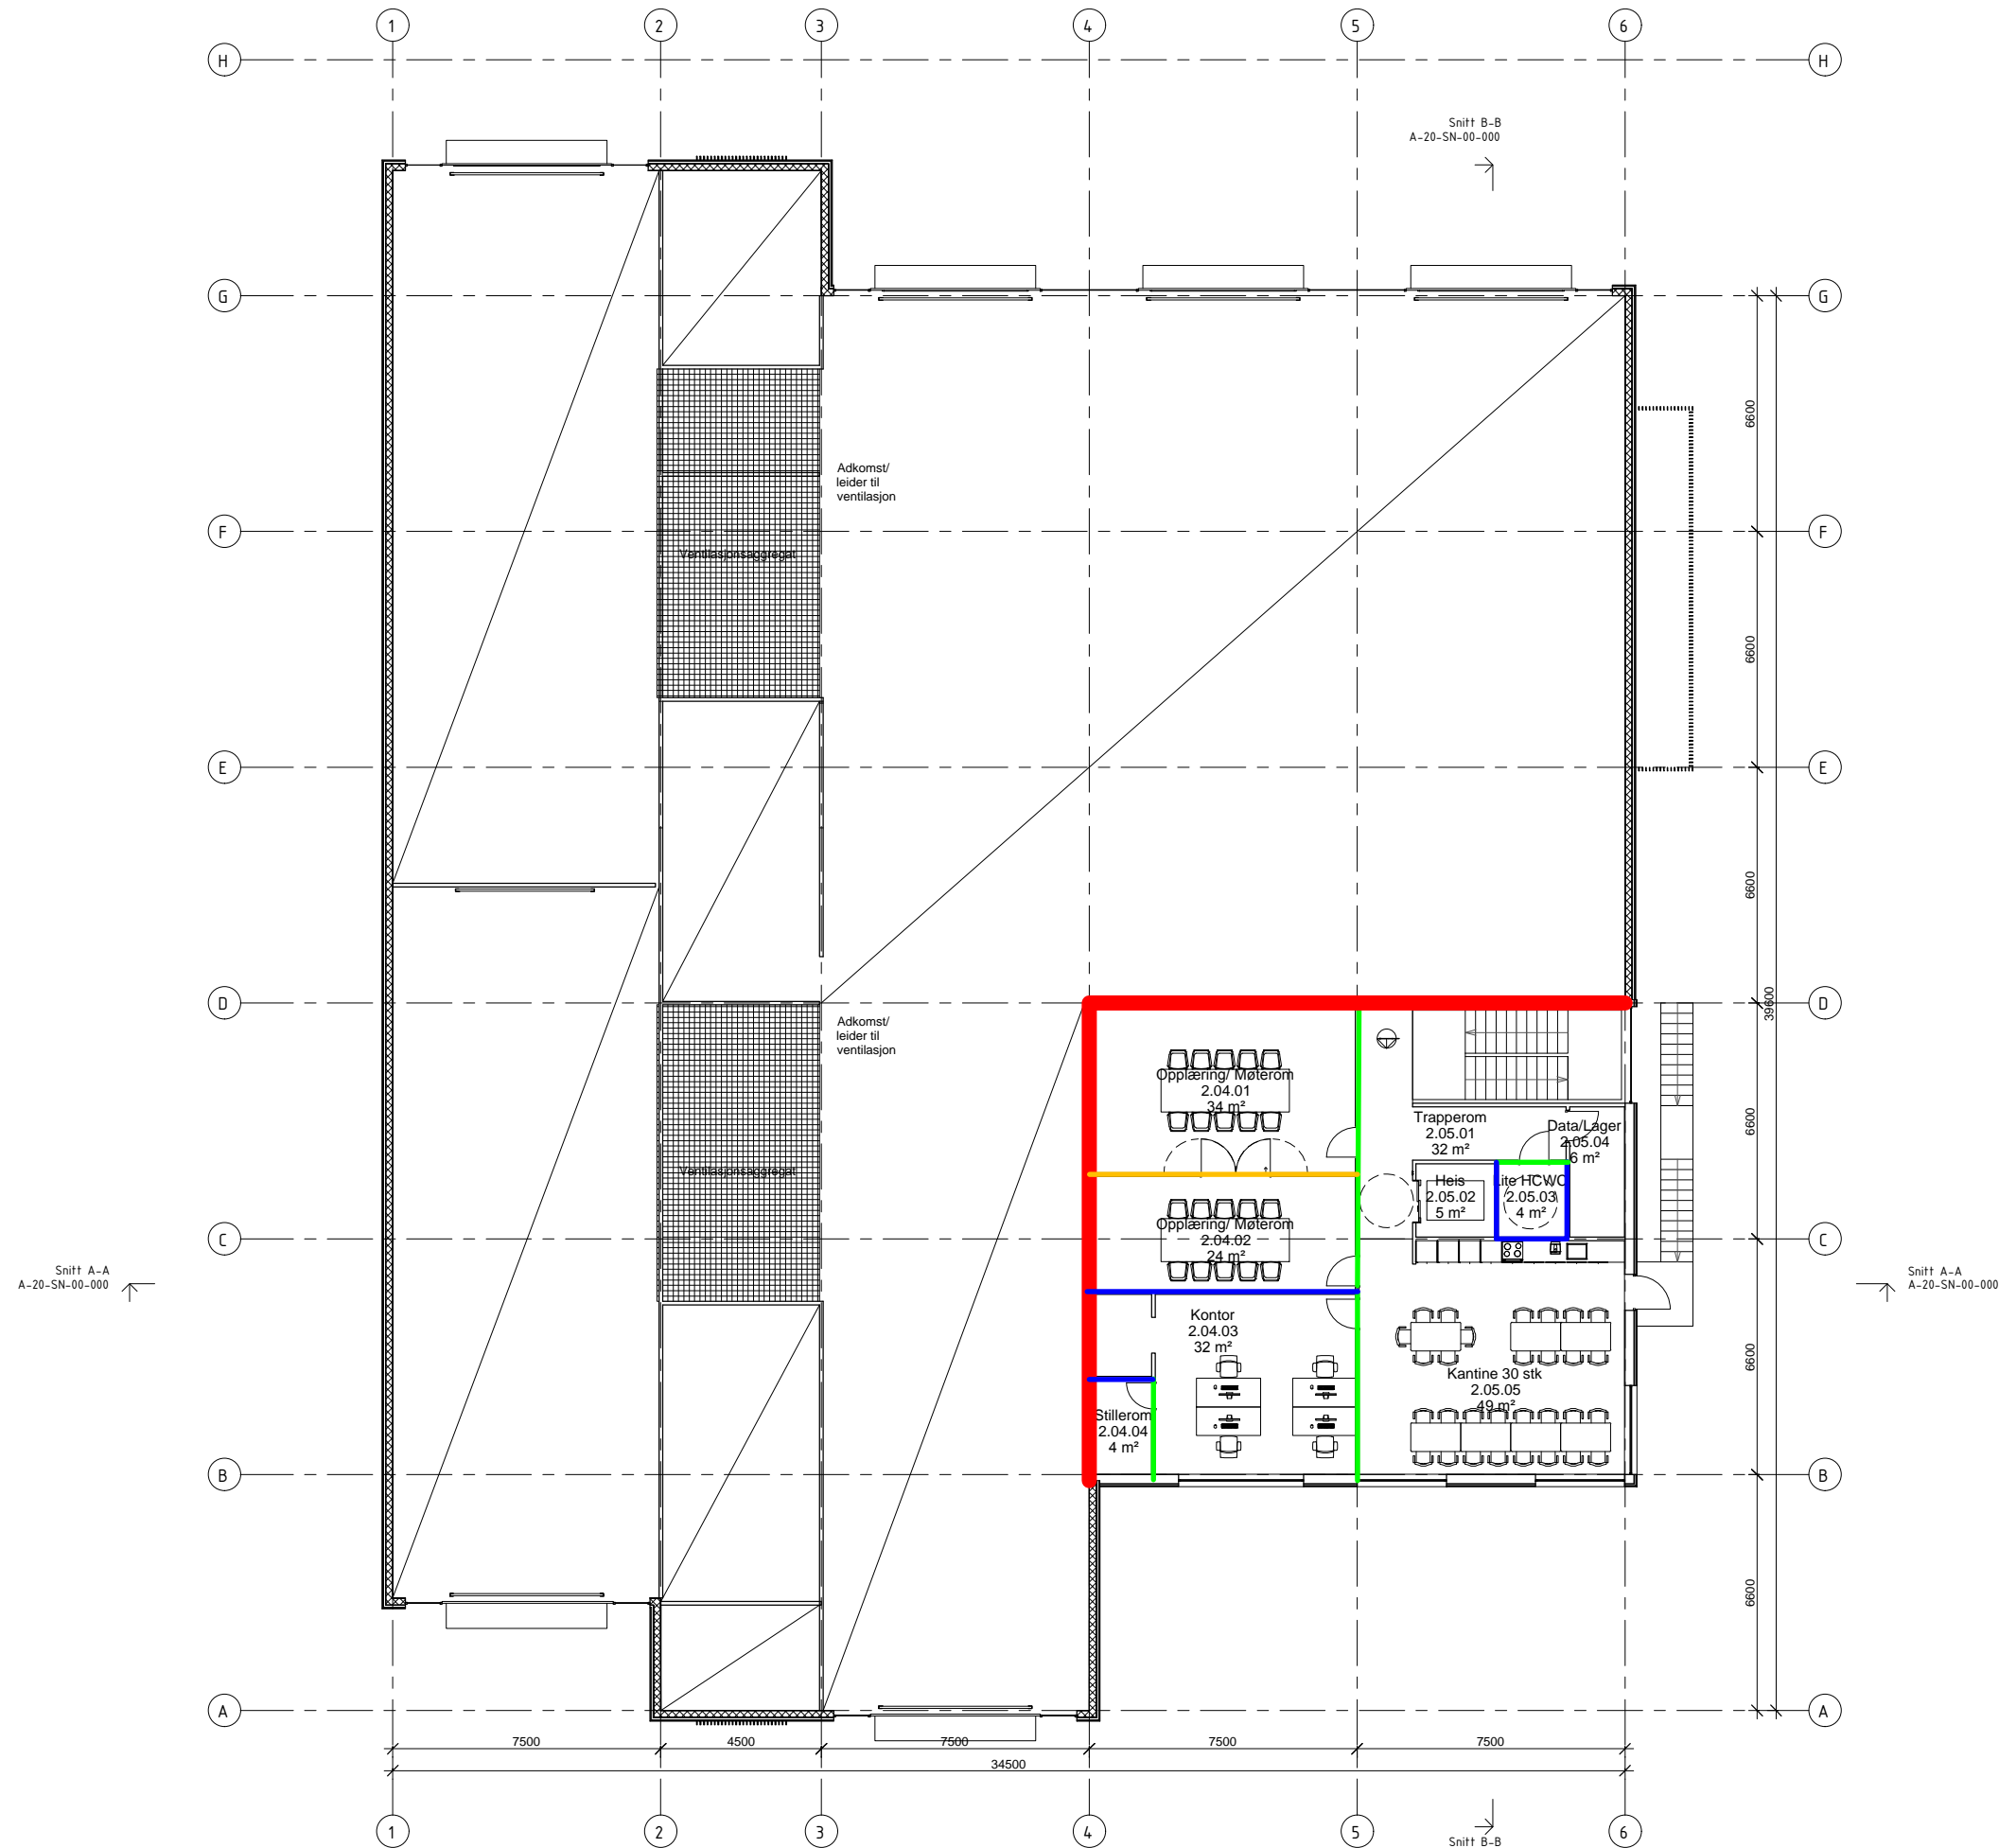 1
2
3
4
5
6
H
H
Snitt B-B
A-20-SN-00-000
G
G
6600
Adkomst/
leider til
ventilasjon
F
F
Ventilasjonsaggregat
6600
E
E
6600
D
D
39600
Adkomst/
leider til
ventilasjon
Opplæring/ Møterom
2.04.01
34 m²
Trapperom
2.05.01
32 m²
Data/Lager
2.05.04
6 m²
6600
Ventilasjonsaggregat
Heis
2.05.02
5 m²
Lite HCWC
2.05.03
4 m²
Opplæring/ Møterom
2.04.02
24 m²
C
C
Snitt A-A
A-20-SN-00-000
Snitt A-A
A-20-SN-00-000
Kontor
2.04.03
32 m²
6600
Kantine 30 stk
2.05.05
49 m²
Stillerom
2.04.04
4 m²
B
B
6600
A
A
7500
4500
7500
7500
7500
34500
1
2
3
4
5
6
Snitt B-B